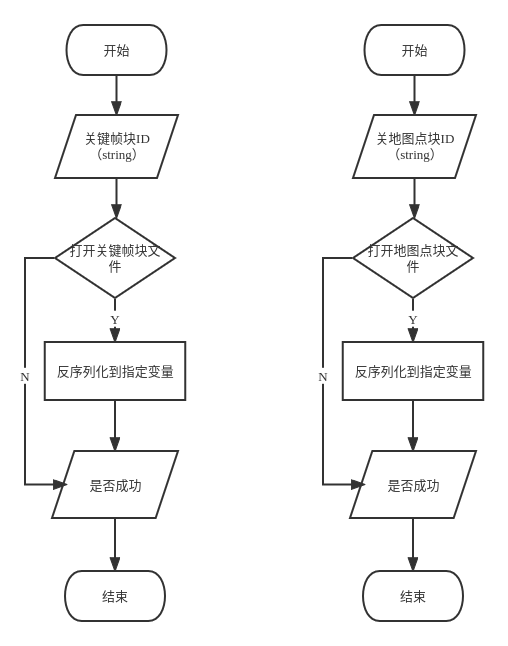 开始
关键帧块ID
（string）
打开关键帧块文
件
Y
N
反序列化到指定变量
是否成功
结束
开始
关地图点块ID
（string）
打开地图点块文
件
Y
N
反序列化到指定变量
是否成功
结束